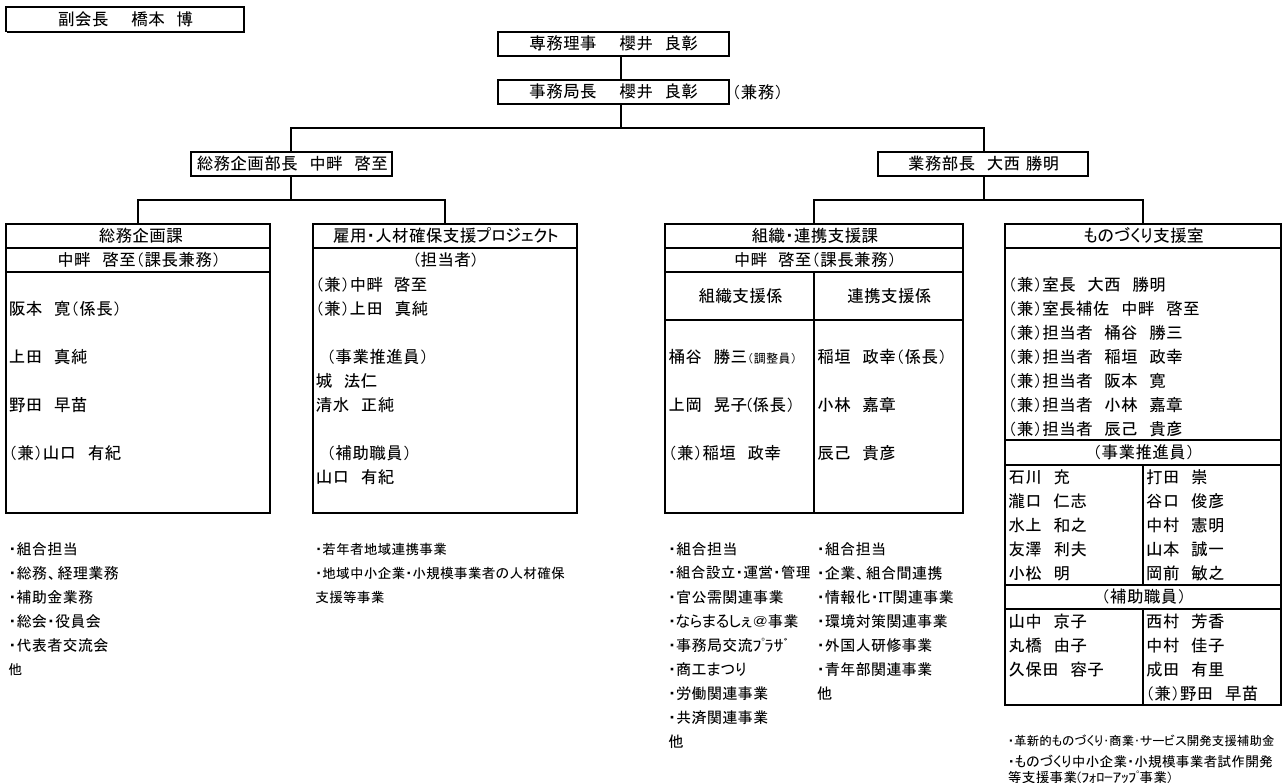 副会長　橋本　博
専務理事　櫻井　良彰
事務局長　櫻井　良彰
(兼務)
総務企画部長　中畔　啓至
業務部長　大西 勝明
総務企画課
中畔　啓至(課長兼務)
阪本　寛(係長)
上田　真純
野田　早苗
(兼)山口　有紀
・組合担当
・総務、経理業務
・補助金業務
・総会・役員会
・代表者交流会
他
雇用・人材確保支援プロジェクト
(担当者)
(兼)中畔 啓至
(兼)上田　真純
(事業推進員)
城　法仁
清水　正純
(補助職員)
山口　有紀
・若年者地域連携事業
・地域中小企業・小規模事業者の人材確保
支援等事業
組織・連携支援課
中畔　啓至(課長兼務)
組織支援係
桶谷　勝三(調整員)
上岡　晃子(係長)
(兼)稲垣　政幸
・組合担当
・組合設立・運営・管理
・官公需関連事業
・ならまるしぇ＠事業
・事務局交流ﾌﾟﾗｻﾞ
・商工まつり
・労働関連事業
・共済関連事業
他
連携支援係
稲垣　政幸(係長)
小林　嘉章
辰己　貴彦
・組合担当
・企業、組合間連携
・情報化・IT関連事業
・環境対策関連事業
・外国人研修事業
・青年部関連事業
他
ものづくり支援室
(兼)室長　大西　勝明
(兼)室長補佐　中畔　啓至
(兼)担当者　桶谷　勝三
(兼)担当者　稲垣　政幸
(兼)担当者　阪本　寛
(兼)担当者　小林　嘉章
(兼)担当者　辰己　貴彦
(事業推進員)
石川　充　打田　崇
瀧口　仁志　谷口　俊彦
水上　和之　中村　憲明
友澤　利夫　山本　誠一
小松　明　岡前　敏之
(補助職員)
山中　京子　西村　芳香
丸橋　由子　中村　佳子
久保田　容子　成田　有里
(兼)野田　早苗
・革新的ものづくり・商業・サービス開発支援補助金
・ものづくり中小企業・小規模事業者試作開発
等支援事業(ﾌｫﾛｰｱｯﾌﾟ事業)